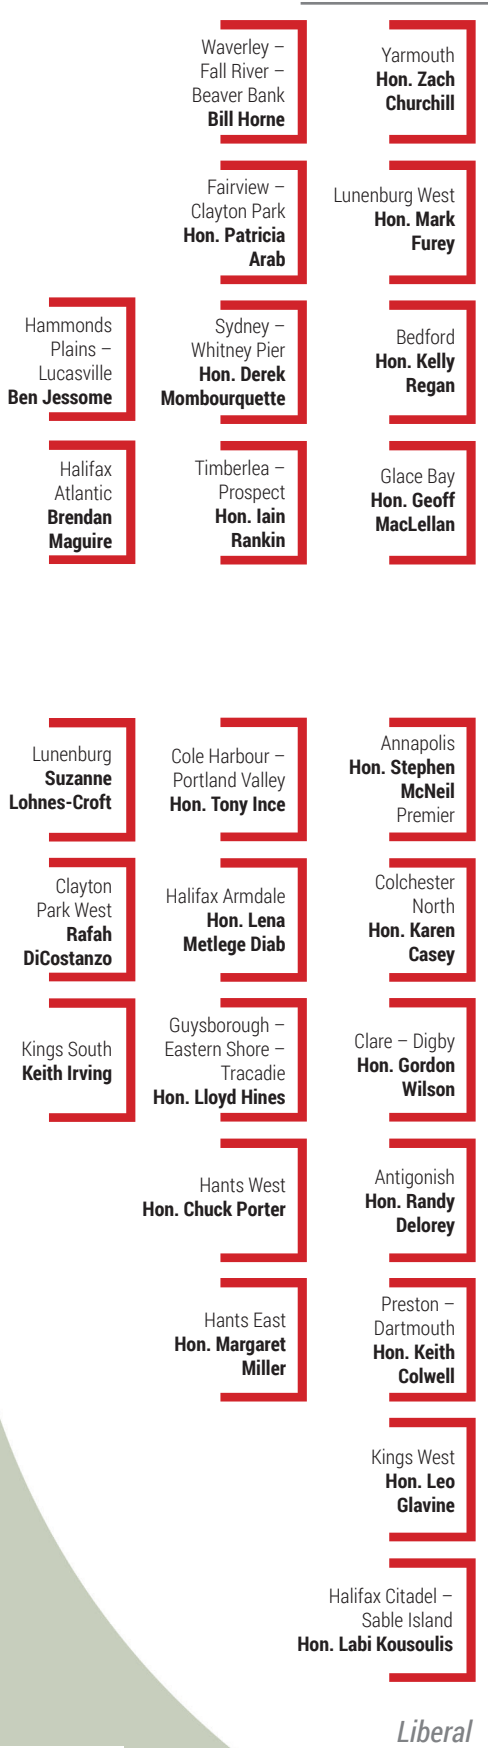 Waverley –
Fall River –
Beaver Bank
Bill Horne
Yarmouth
Hon. Zach
Churchill
Fairview –
Clayton Park
Hon. Patricia
Arab
Lunenburg West
Hon. Mark
Furey
Hammonds
Plains –
Lucasville
Ben Jessome
Sydney –
Whitney Pier
Hon. Derek
Mombourquette
Bedford
Hon. Kelly
Regan
Halifax
Atlantic
Brendan
Maguire
Timberlea –
Prospect
Hon. Iain
Rankin
Glace Bay
Hon. Geoff
MacLellan
Lunenburg
Suzanne
Lohnes-Croft
Cole Harbour –
Portland Valley
Hon. Tony Ince
Annapolis
Hon. Stephen
McNeil
Premier
Clayton
Park West
Rafah
DiCostanzo
Halifax Armdale
Hon. Lena
Metlege Diab
Colchester
North
Hon. Karen
Casey
Kings South
Keith Irving
Guysborough –
Eastern Shore –
Tracadie
Hon. Lloyd Hines
Clare – Digby
Hon. Gordon
Wilson
Hants West
Hon. Chuck Porter
Antigonish
Hon. Randy
Delorey
Hants East
Hon. Margaret
Miller
Preston –
Dartmouth
Hon. Keith
Colwell
Kings West
Hon. Leo
Glavine
Halifax Citadel –
Sable Island
Hon. Labi Kousoulis
Liberal